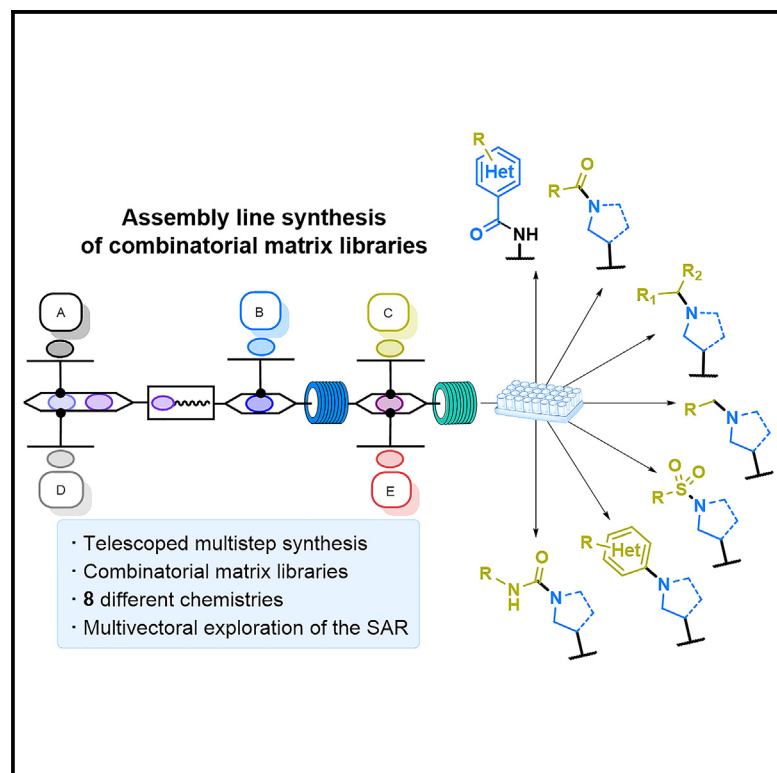 Assembly line synthesis
of combinatorial matrix libraries
A
B
C
D
E
· Telescoped multistep synthesis
· Combinatorial matrix libraries
· 8 different chemistries
· Multivectoral exploration of the SAR
R
Het
O
NH
O
R
N
R₂
R₁
N
R
N
O
O
R
S
N
R
Het
N
R
N
H
O
N